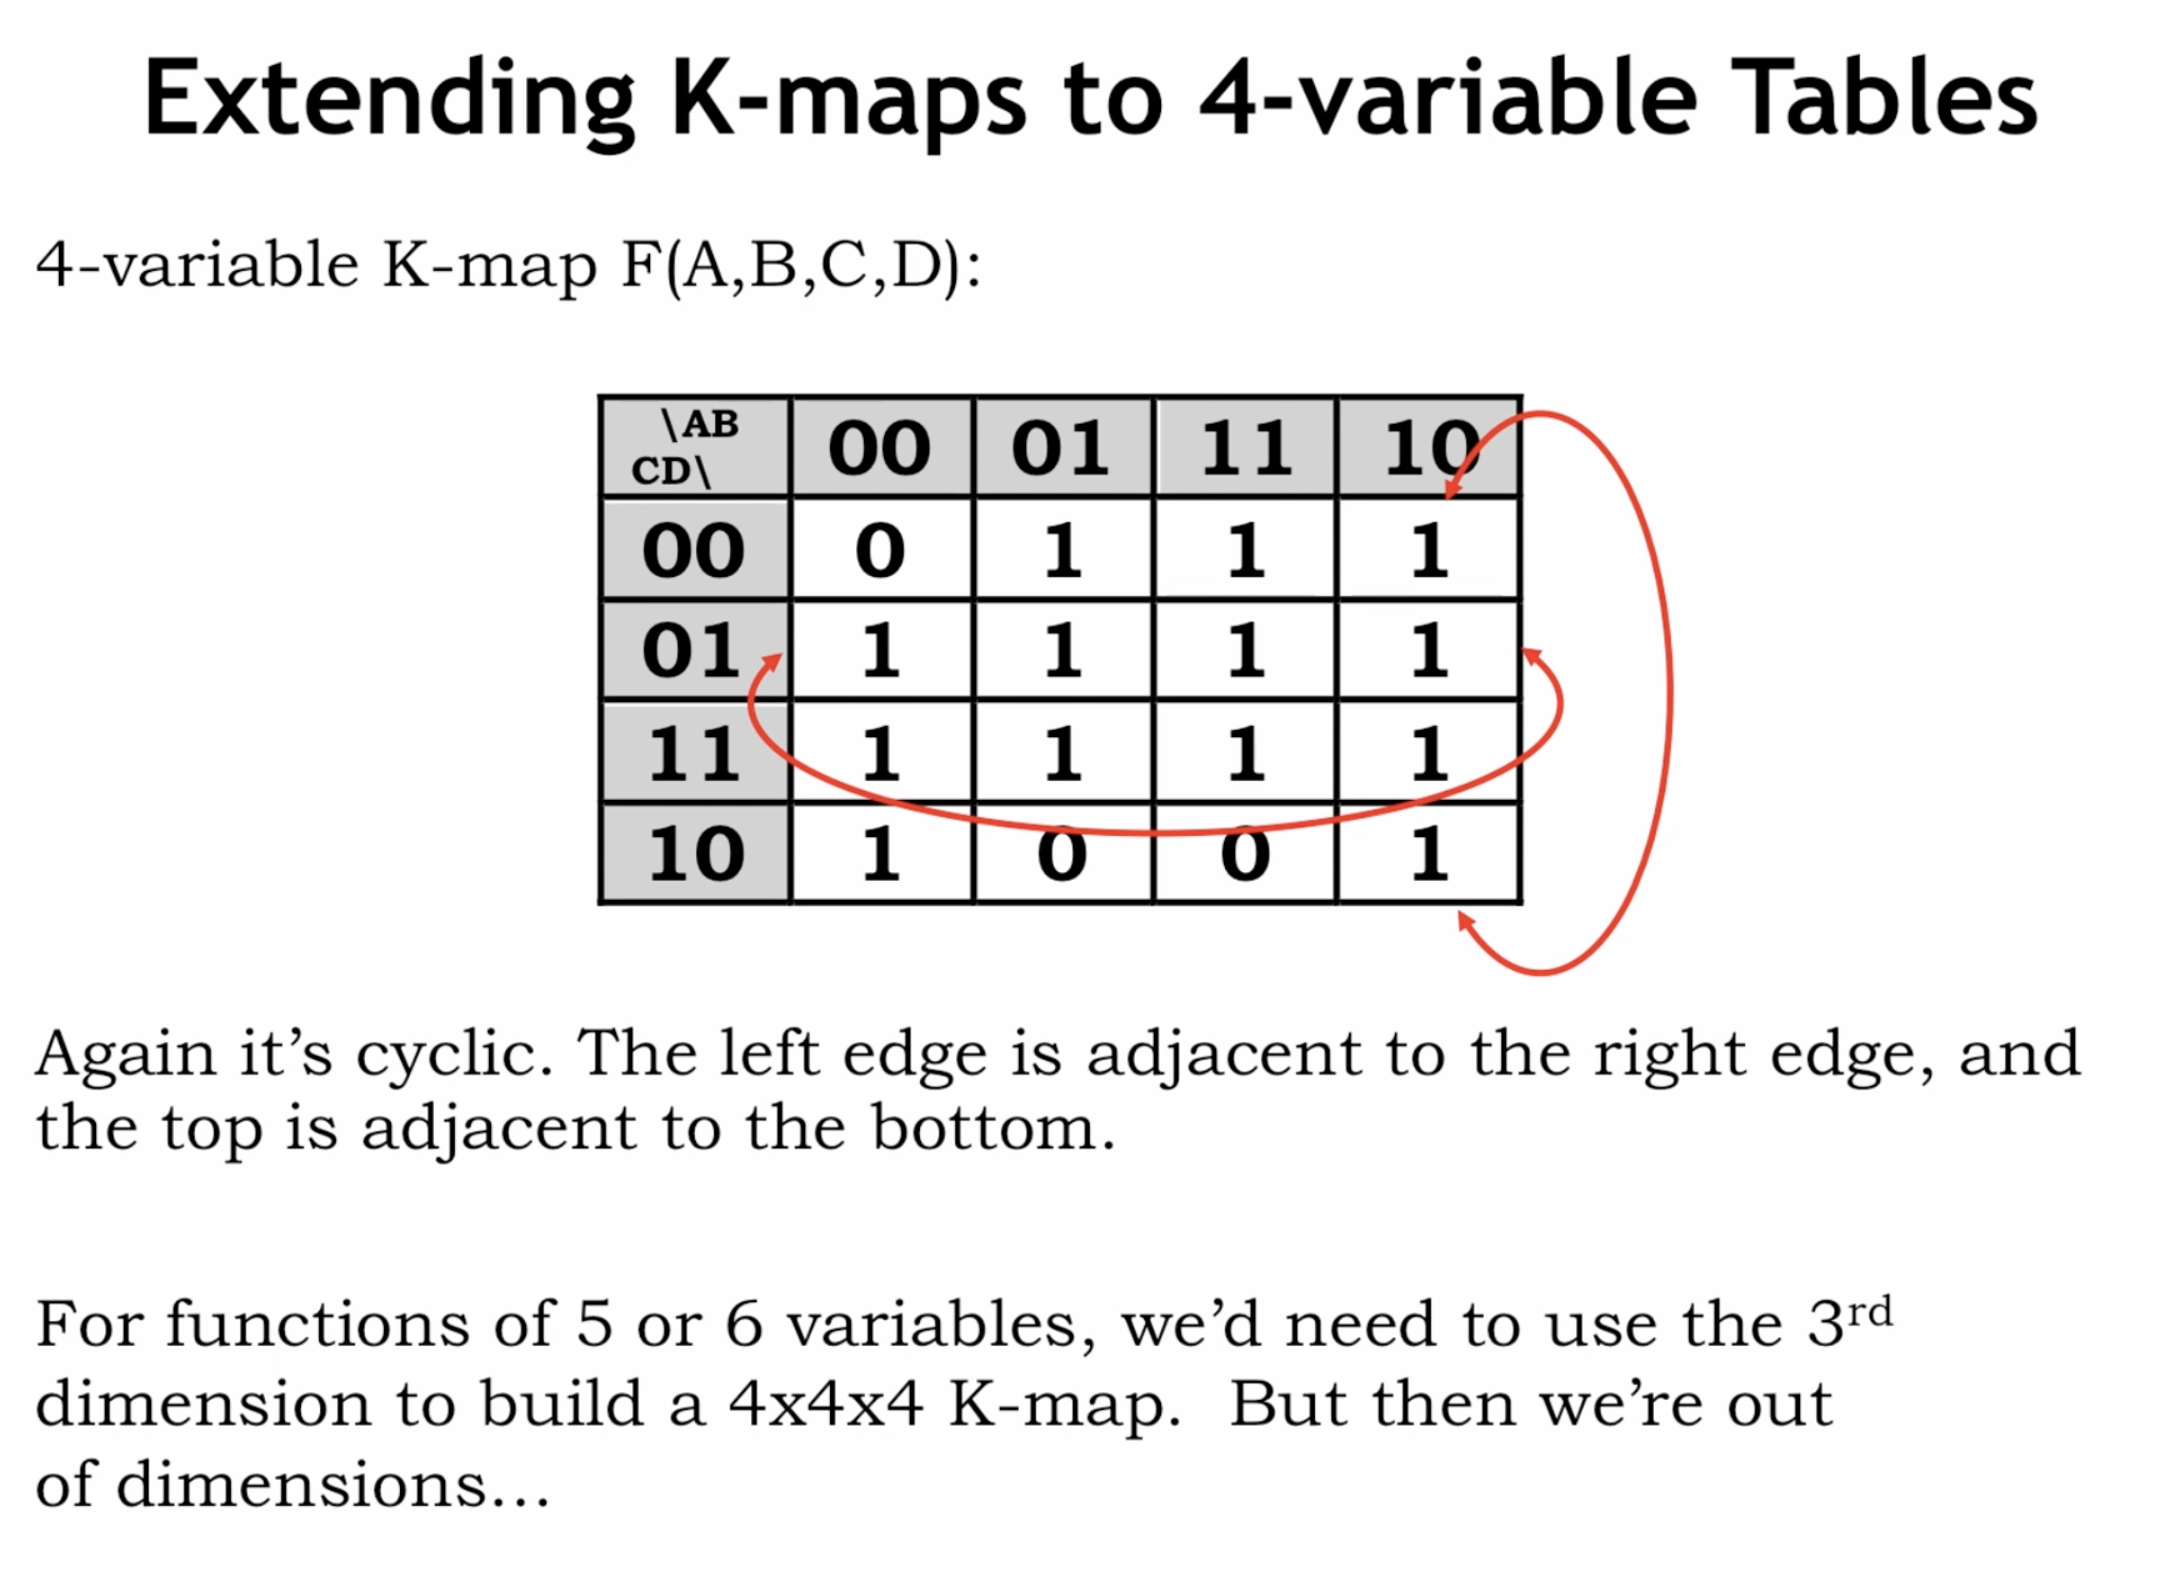 Extending K-maps to 4-variable Tables
4-variable K-map F(A,B,C,D):
\AB
CD\ 00 01 11 10
00 0 1 1 1
01 1 1 1 1
11 1 1 1 1
10 1 0 0 1
Again it’s cyclic. The left edge is adjacent to the right edge, and
the top is adjacent to the bottom.
For functions of 5 or 6 variables, we’d need to use the 3rd
dimension to build a 4x4x4 K-map. But then we’re out
of dimensions…